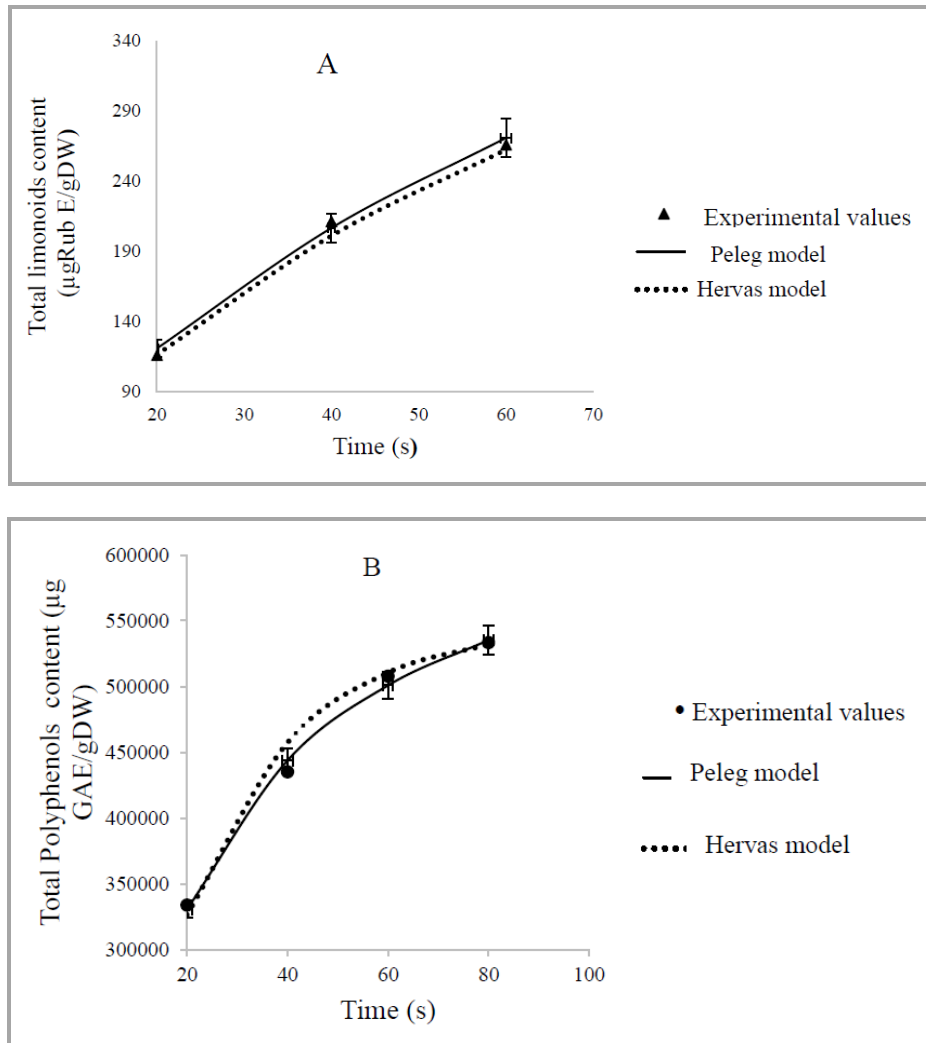 A
Total limonoids content
(µgRub E/gDW)
340
290
240
190
140
90
20 30 40 50 60 70
Time (s)
Experimental values
Peleg model
Hervas model
B
Total Polyphenols content (µg
GAE/gDW)
600000
550000
500000
450000
400000
350000
300000
20 40 60 80 100
Time (s)
Experimental values
Peleg model
Hervas model